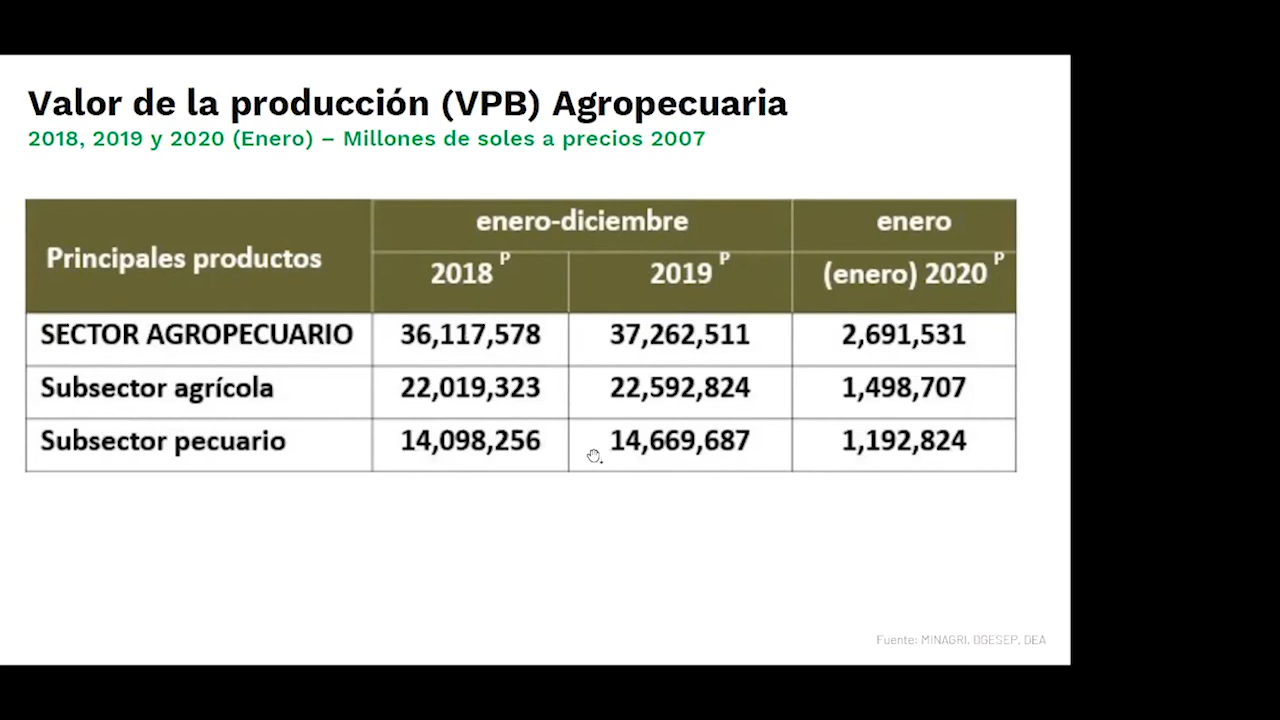 Valor de la producción (VPB) Agropecuaria
2018, 2019 y 2020 (Enero) – Millones de soles a precios 2007
Principales productos
enero-diciembre
enero
2018 P
2019 P
(enero) 2020 P
SECTOR AGROPECUARIO 36,117,578 37,262,511 2,691,531
Subsector agrícola 22,019,323 22,592,824 1,498,707
Subsector pecuario 14,098,256 14,669,687 1,192,824
Fuente: MINAGRI, DGESEP, DEA